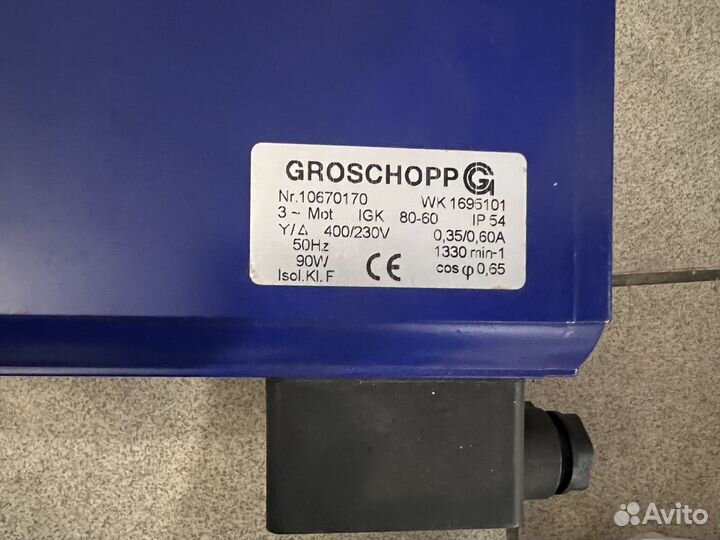 GROSCHOPP
Nr.10670170 WK 1695101
3 ~ Mot IGK 80-60 IP 54
Y/Δ 400/230V 0,35/0,60A
50Hz 1330 min-1
90W cos φ 0,65
Isol.Kl. F CE
Avito